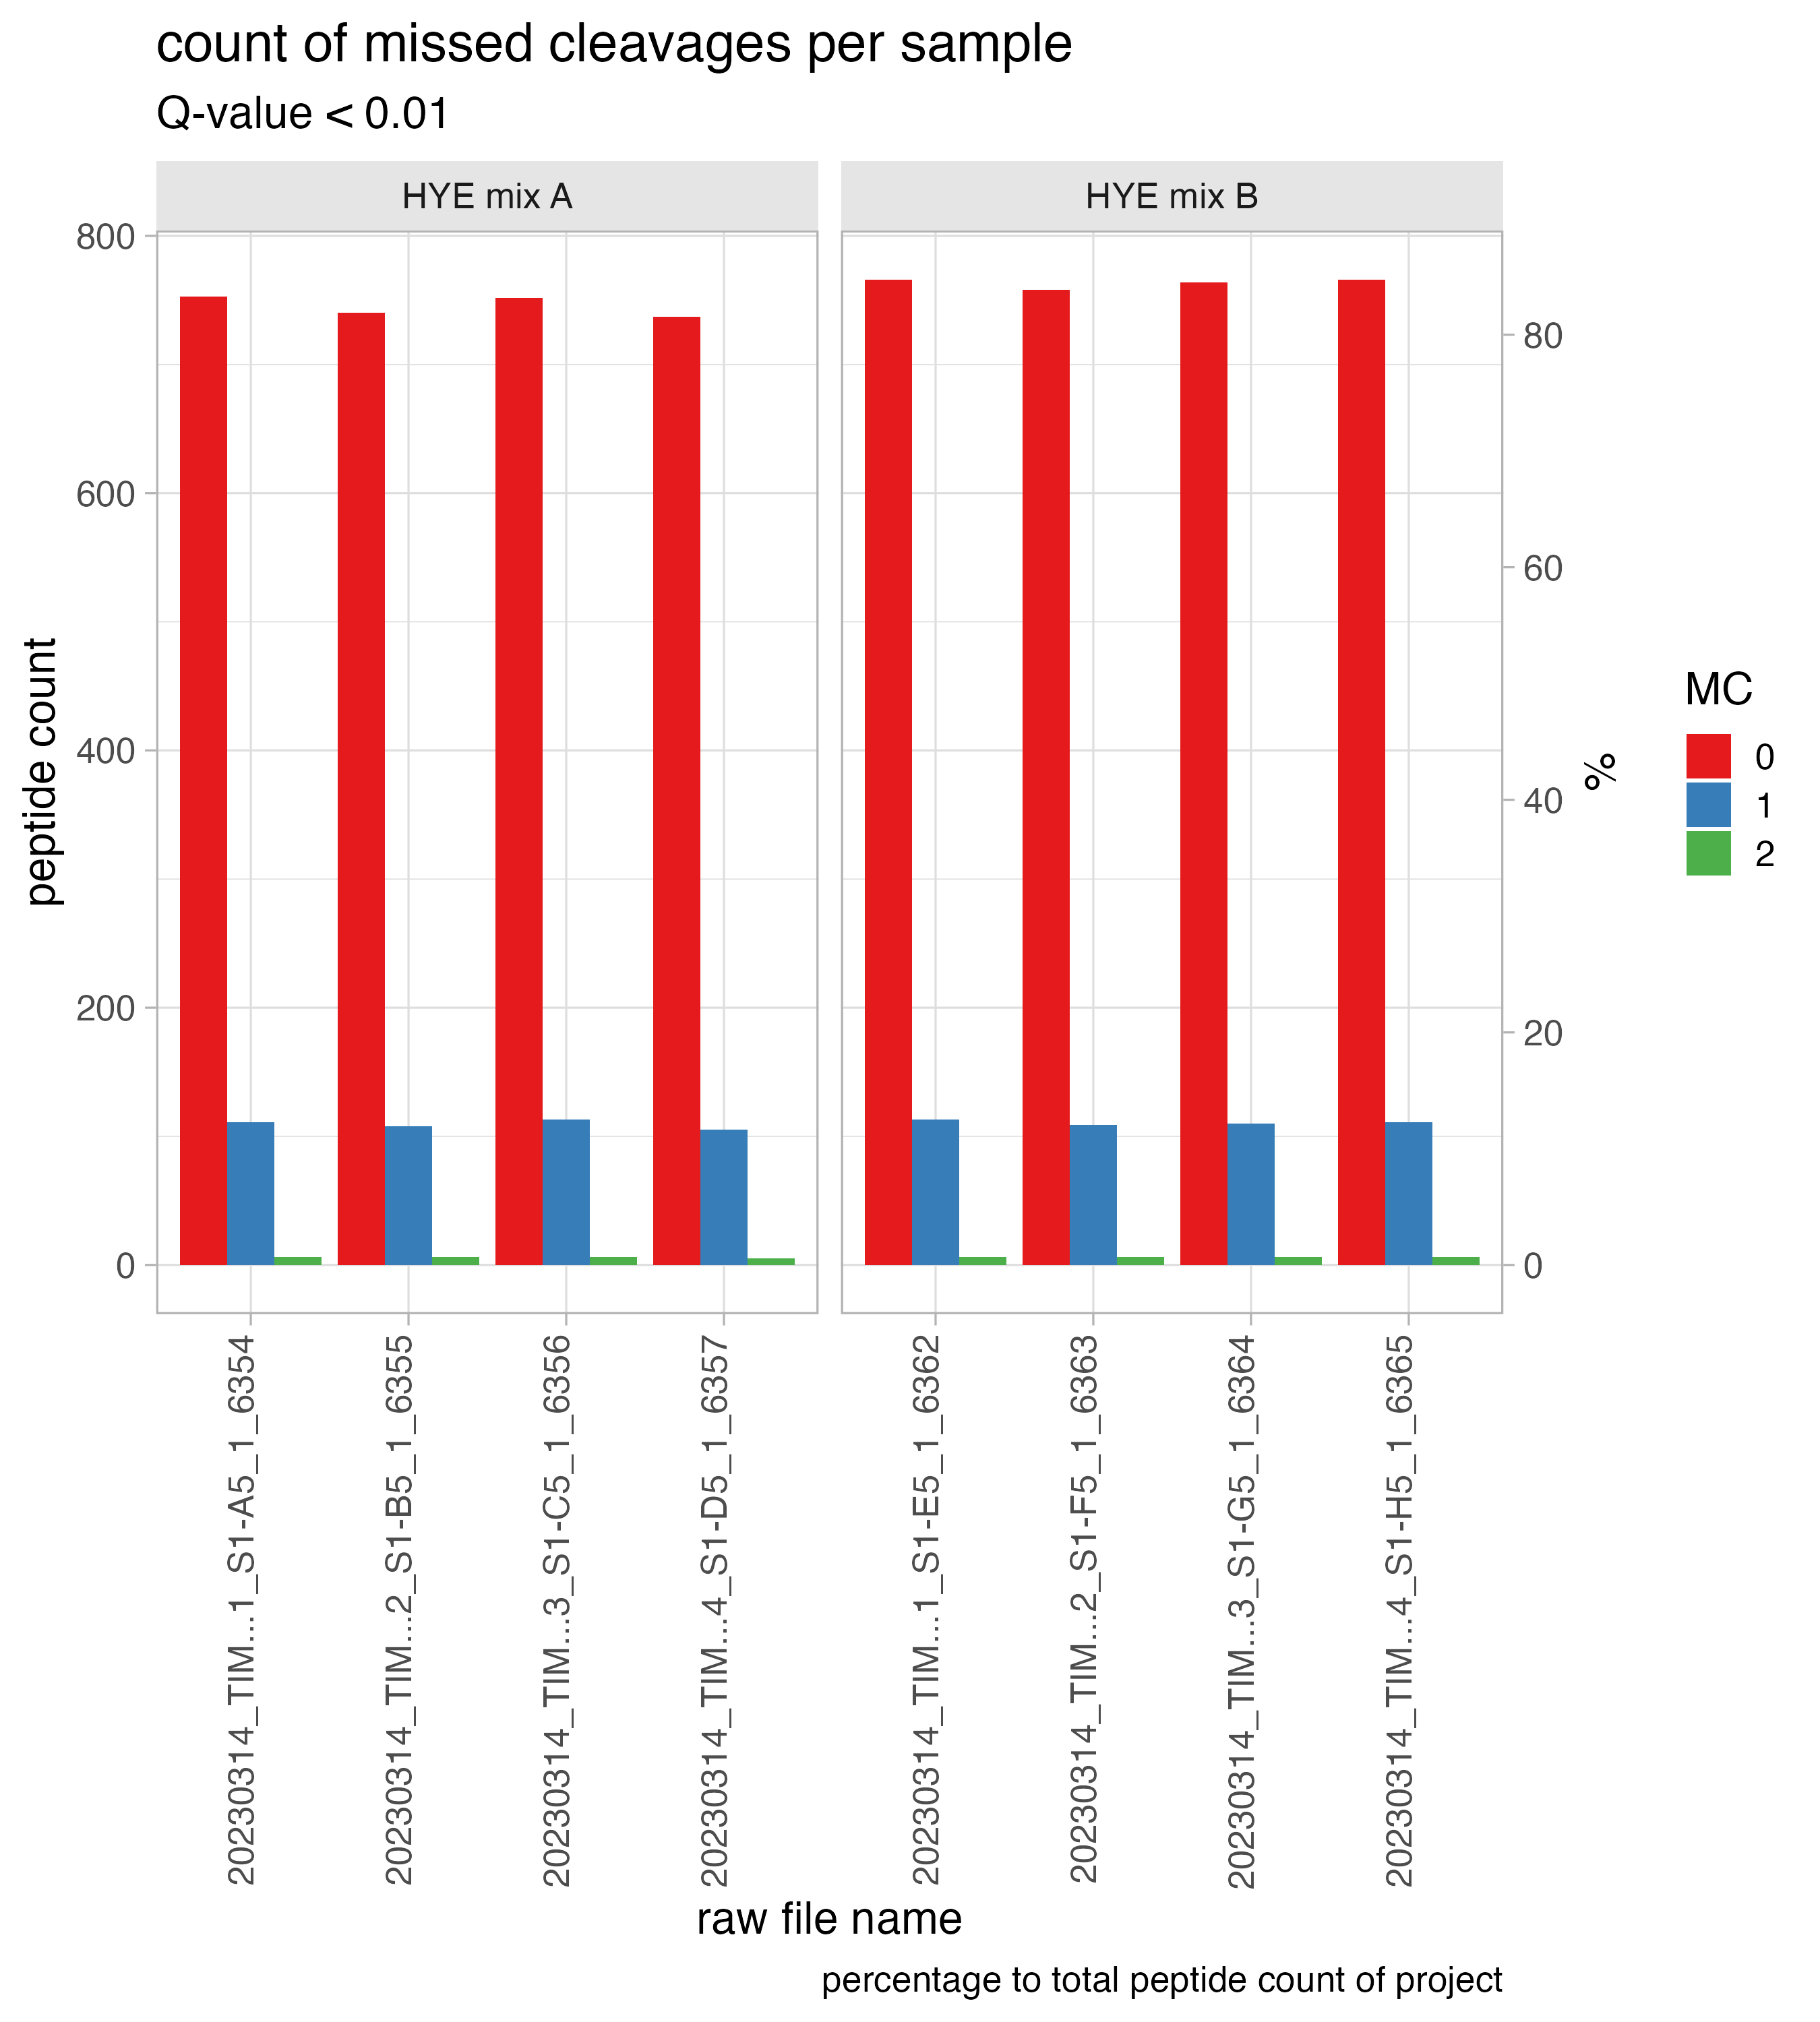 count of missed cleavages per sample
Q-value < 0.01
HYE mix A
HYE mix B
800
600
400
200
0
peptide count
80
60
40
20
0
%
MC
0
1
2
20230314_TIM...1_S1-A5_1_6354
20230314_TIM...2_S1-B5_1_6355
20230314_TIM...3_S1-C5_1_6356
20230314_TIM...4_S1-D5_1_6357
20230314_TIM...1_S1-E5_1_6362
20230314_TIM...2_S1-F5_1_6363
20230314_TIM...3_S1-G5_1_6364
20230314_TIM...4_S1-H5_1_6365
raw file name
percentage to total peptide count of project